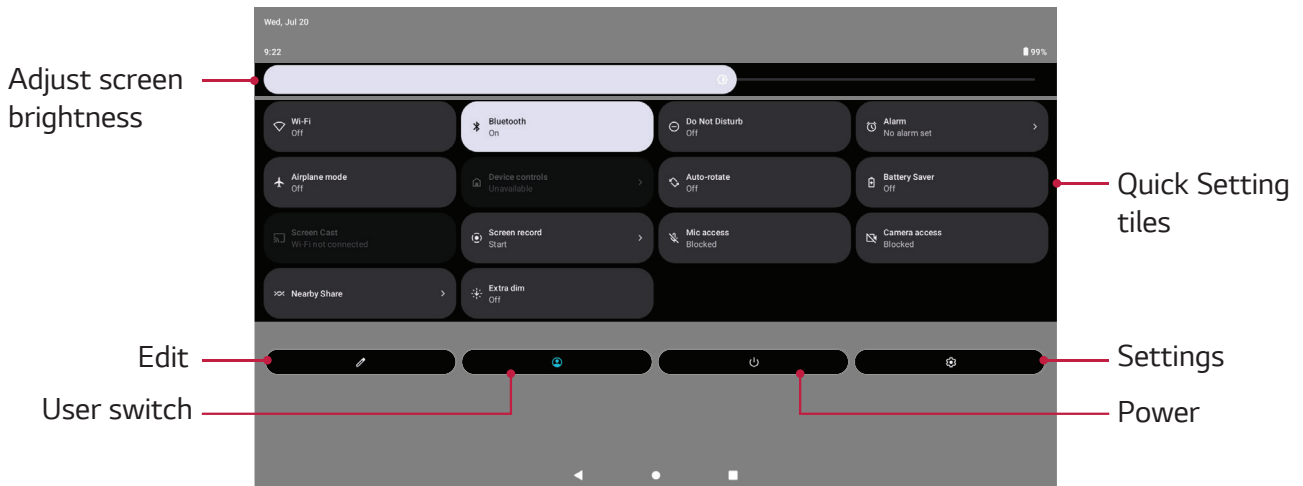 Wed, Jul 20
9:22
99%
Adjust screen
brightness
Wi-Fi
Off
Bluetooth
On
Do Not Disturb
Off
Alarm
No alarm set
Airplane mode
Off
Device controls
Unavailable
Auto-rotate
Off
Battery Saver
Off
Quick Setting
tiles
Screen Cast
Wi-Fi not connected
Screen record
Start
Mic access
Blocked
Camera access
Blocked
Nearby Share
Extra dim
Off
Edit
Settings
User switch
Power